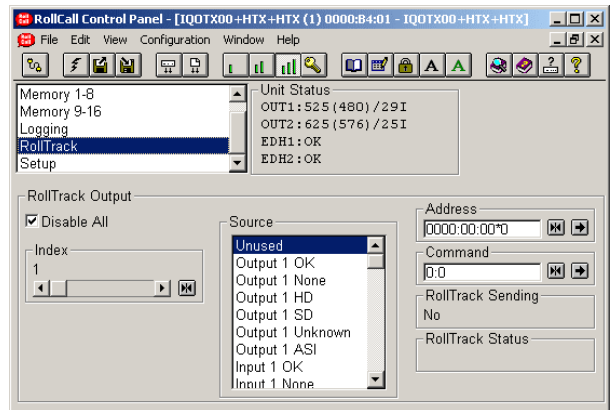 RollCall Control Panel - [IQOTX00+HTX+HTX (1) 0000:B4:01 - IQOTX00+HTX+HTX]
File Edit View Configuration Window Help
A A
Memory 1-8
Memory 9-16
Logging
RollTrack
Setup
Unit Status
OUT1:525(480)/29I
OUT2:625(576)/25I
EDH1:OK
EDH2:OK
RollTrack Output
Disable All
Index
1
Source
Unused
Output 1 OK
Output 1 None
Output 1 HD
Output 1 SD
Output 1 Unknown
Output 1 ASI
Input 1 OK
Input 1 None
Address
0000:00:00*0
Command
0:0
RollTrack Sending
No
RollTrack Status